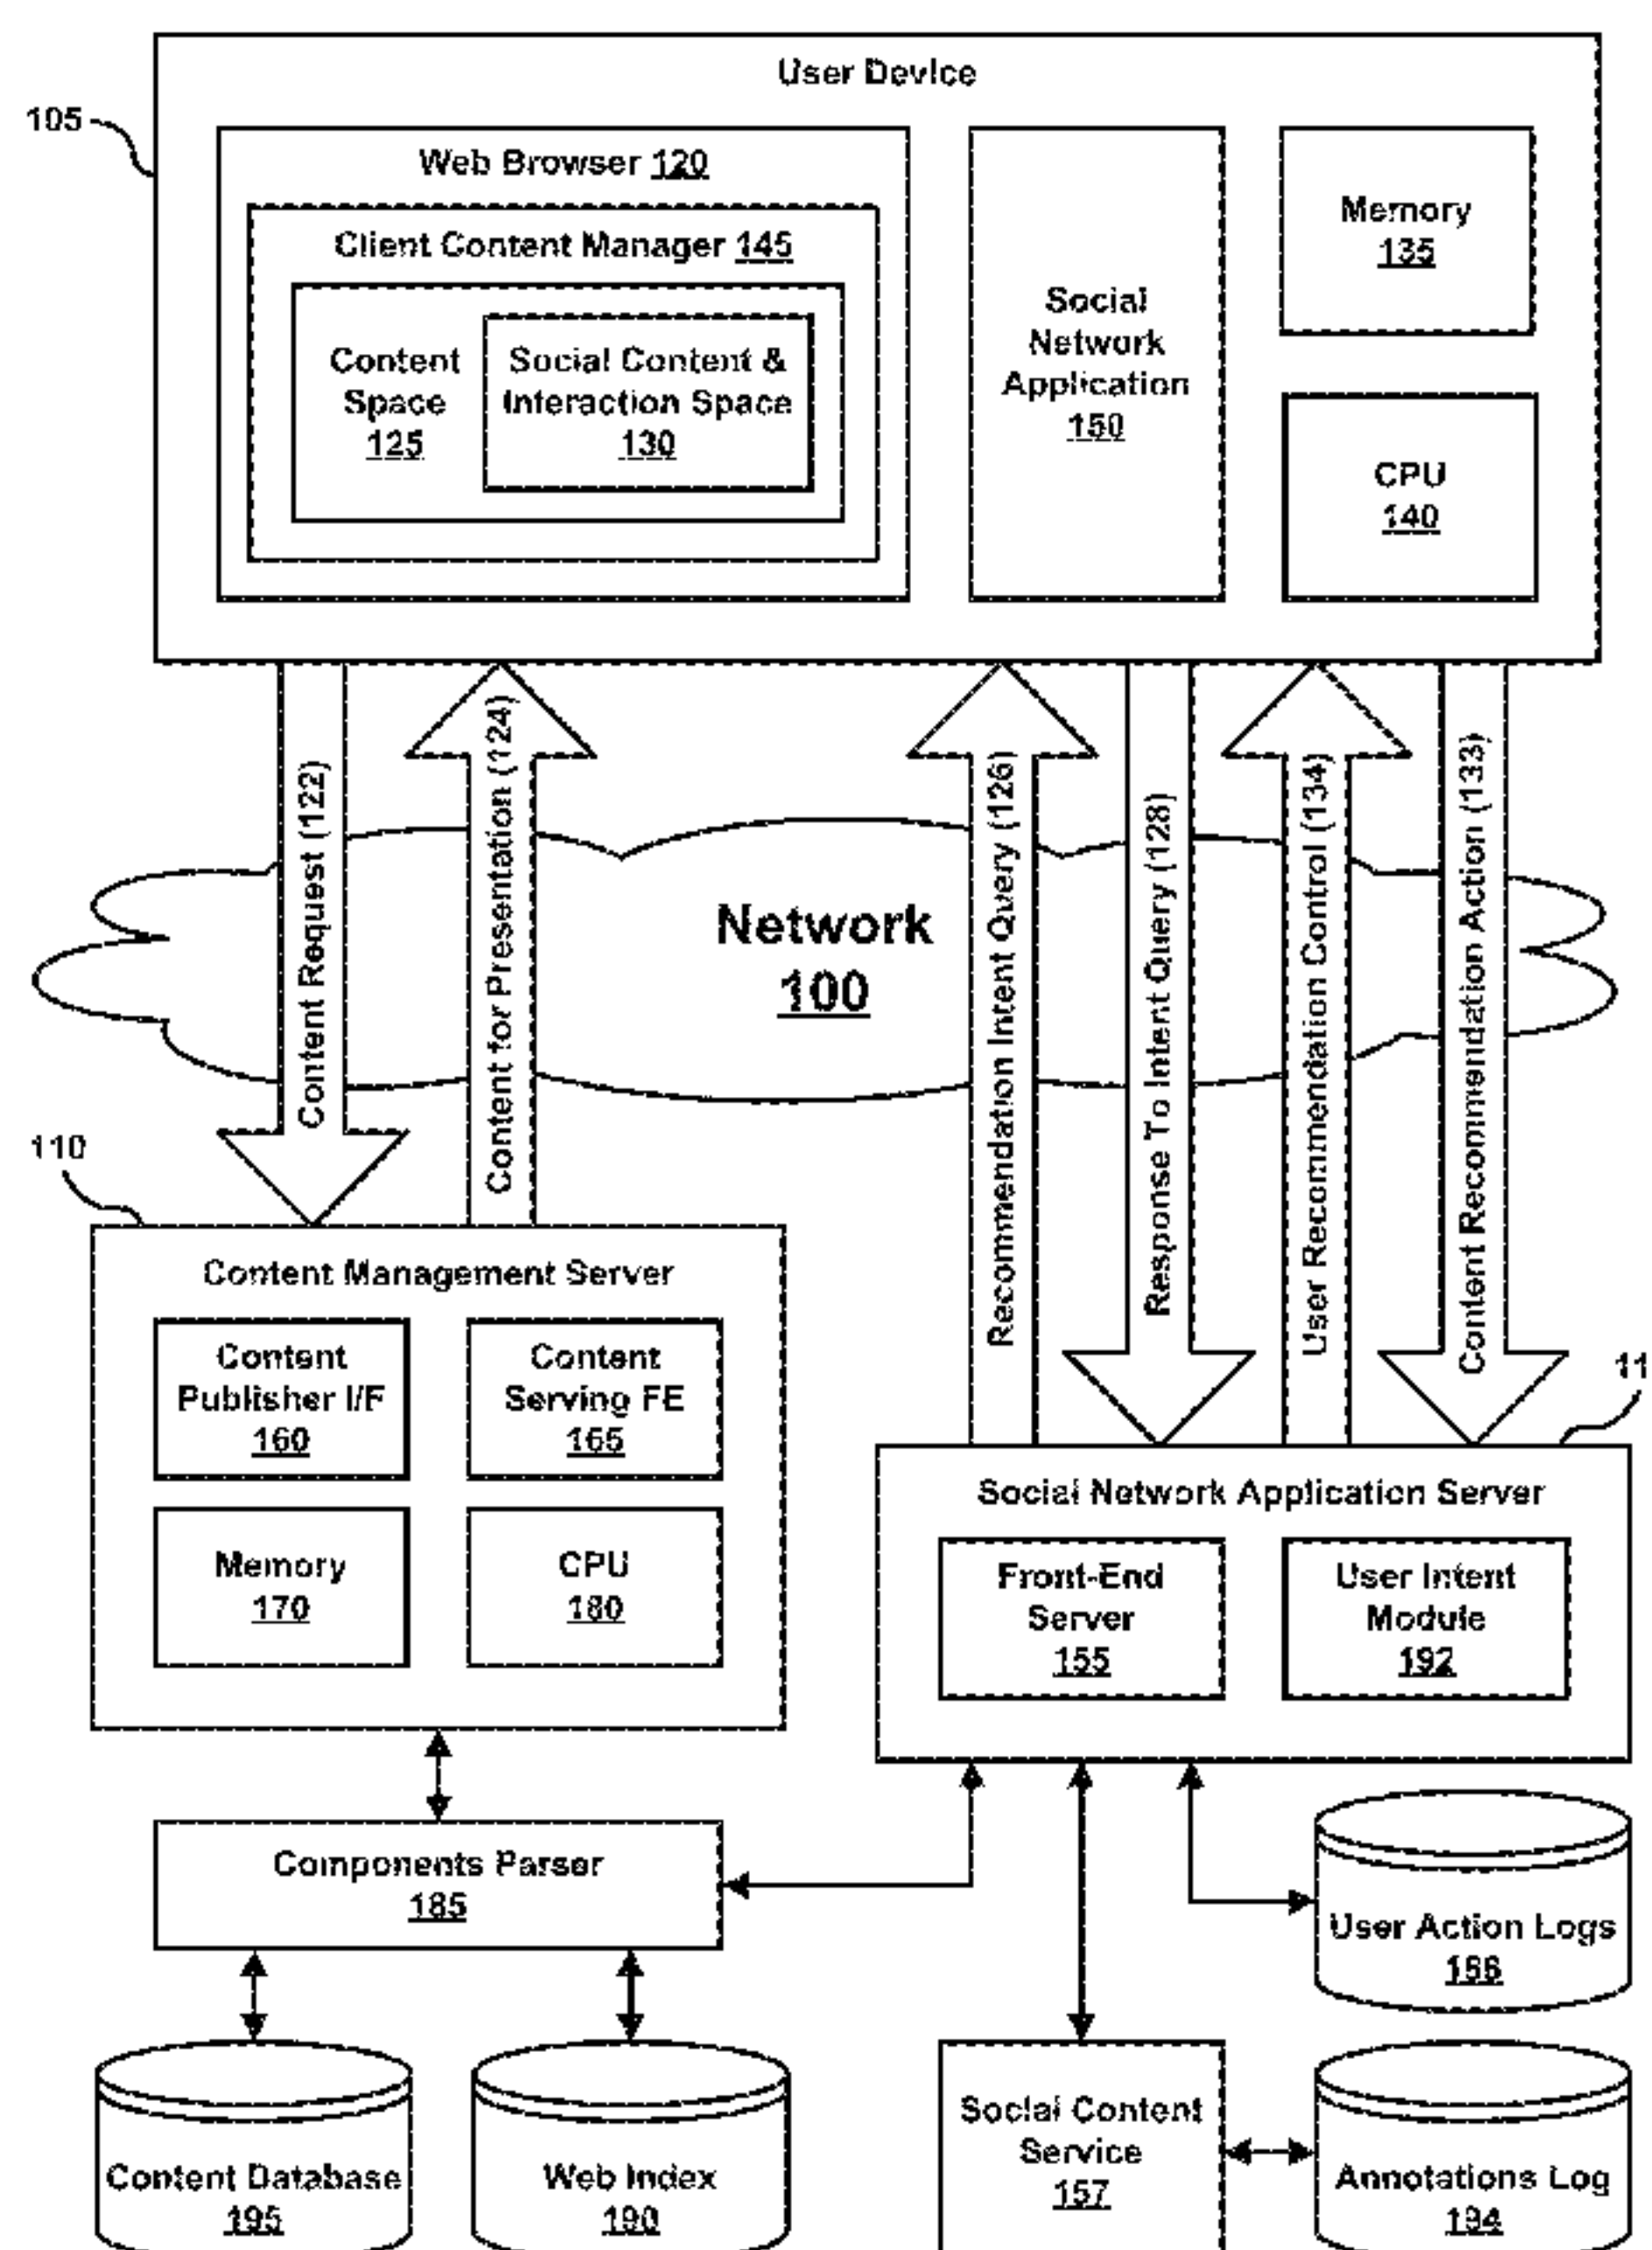 User Device
105
Web Browser 120
Client Content Manager 145
Content
Space
125
Social Content &
Interaction Space
130
Social
Network
Application
150
Memory
135
CPU
140
Content Request (122)
Content for Presentation (124)
Recommendation Intent Query (126)
Response To Intent Query (128)
User Recommendation Control (134)
Content Recommendation Action (133)
Network
100
110
Content Management Server
Content
Publisher I/F
160
Content
Serving FE
165
Memory
170
CPU
180
11
Social Network Application Server
Front-End
Server
155
User Intent
Module
192
Components Parser
185
User Action Logs
Content Database
195
Web Index
190
Social Content
Service
157
Annotations Log
194